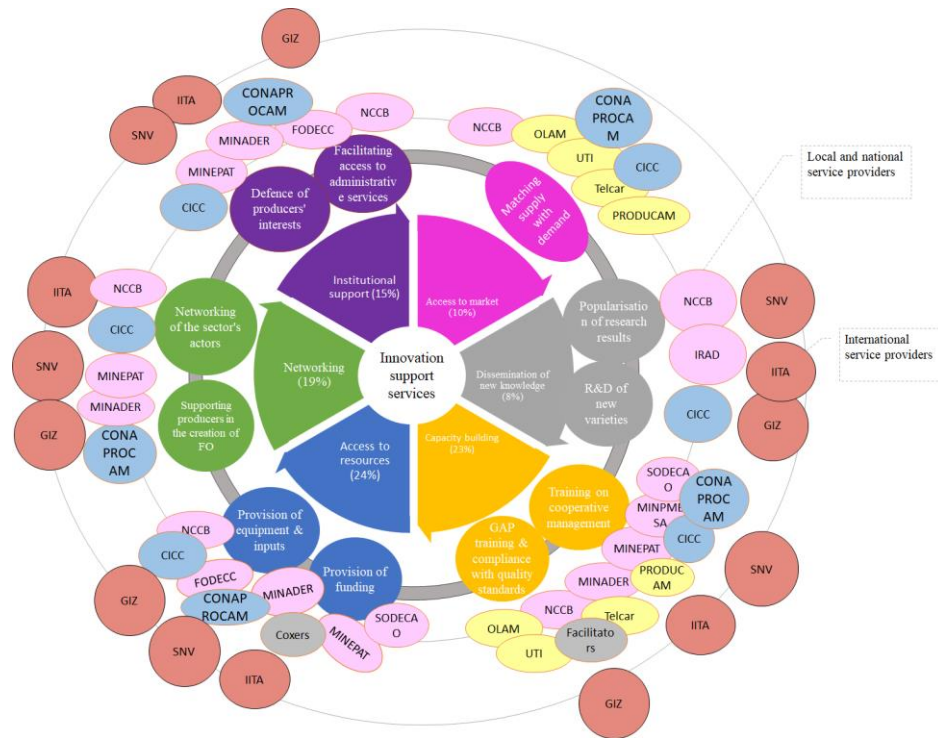 GIZ
IITA
SNV
CONAPR
OCAM
NCCB
FODECC
MINADER
MINEPAT
CICC
Facilitating
access to
administrativ
e services
Defence of
producers'
interests
NCCB
OLAM
CONA
PROCA
M
UTI
CICC
Telcar
PRODUCAM
Matching
supply
with
demand
Local and national
service providers
Institutional
support (15%)
Access to market
(10%)
IITA
NCCB
CICC
SNV
MINEPAT
MINADER
GIZ
CONA
PROC
AM
Networking
of the sector's
actors
Supporting
producers in
the creation of
FO
Networking
(19%)
Innovation
support
services
Dissemination of
new knowledge
(8%)
Popularisatio
n of research
results
R&D of
new
varieties
NCCB
IRAD
CICC
SNV
IITA
GIZ
International
service providers
Access to
resources
(24%)
Capacity building
(23%)
Provision of
equipment &
inputs
Provision of
funding
NCCB
CICC
FODECC
MINADER
CONAP
ROCAM
Coxers
MINEPAT
SODECA
O
GIZ
SNV
IITA
Training on
cooperative
management
GAP
training &
compliance
with quality
standards
SODECA
O
CONA
PROC
AM
MINPME
SA
CICC
MINEPAT
PRODUC
AM
MINADER
NCCB
Telcar
OLAM
UTI
Facilitato
rs
SNV
IITA
GIZ